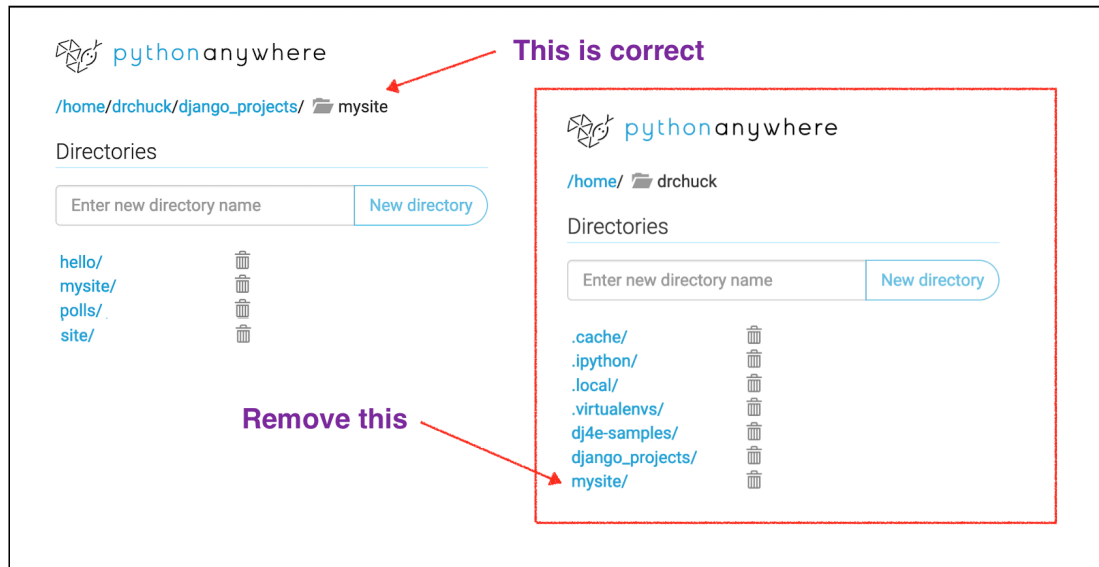 pythonanywhere
This is correct
/home/drchuck/django_projects/ mysite
Directories
Enter new directory name New directory
hello/
mysite/
polls/
site/
pythonanywhere
/home/ drchuck
Directories
Enter new directory name New directory
.cache/
.ipython/
.local/
.virtualenvs/
dj4e-samples/
django_projects/
Remove this
mysite/